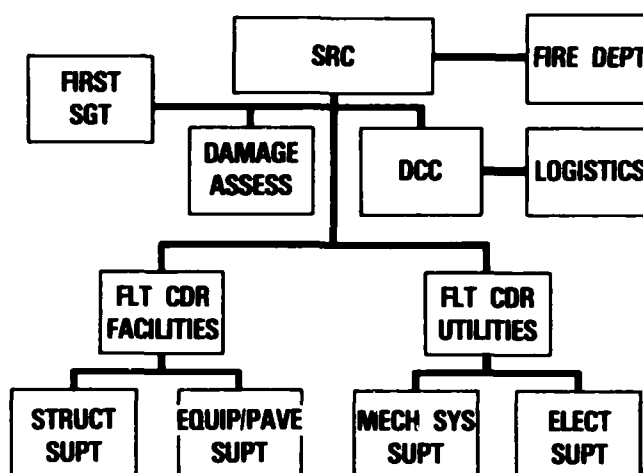 SRC
FIRE DEPT
FIRST
SGT
DAMAGE
ASSESS
DCC
LOGISTICS
FLT CDR
FACILITIES
FLT CDR
UTILITIES
STRUCT
SUPT
EQUIP/PAVE
SUPT
MECH SYS
SUPT
ELECT
SUPT